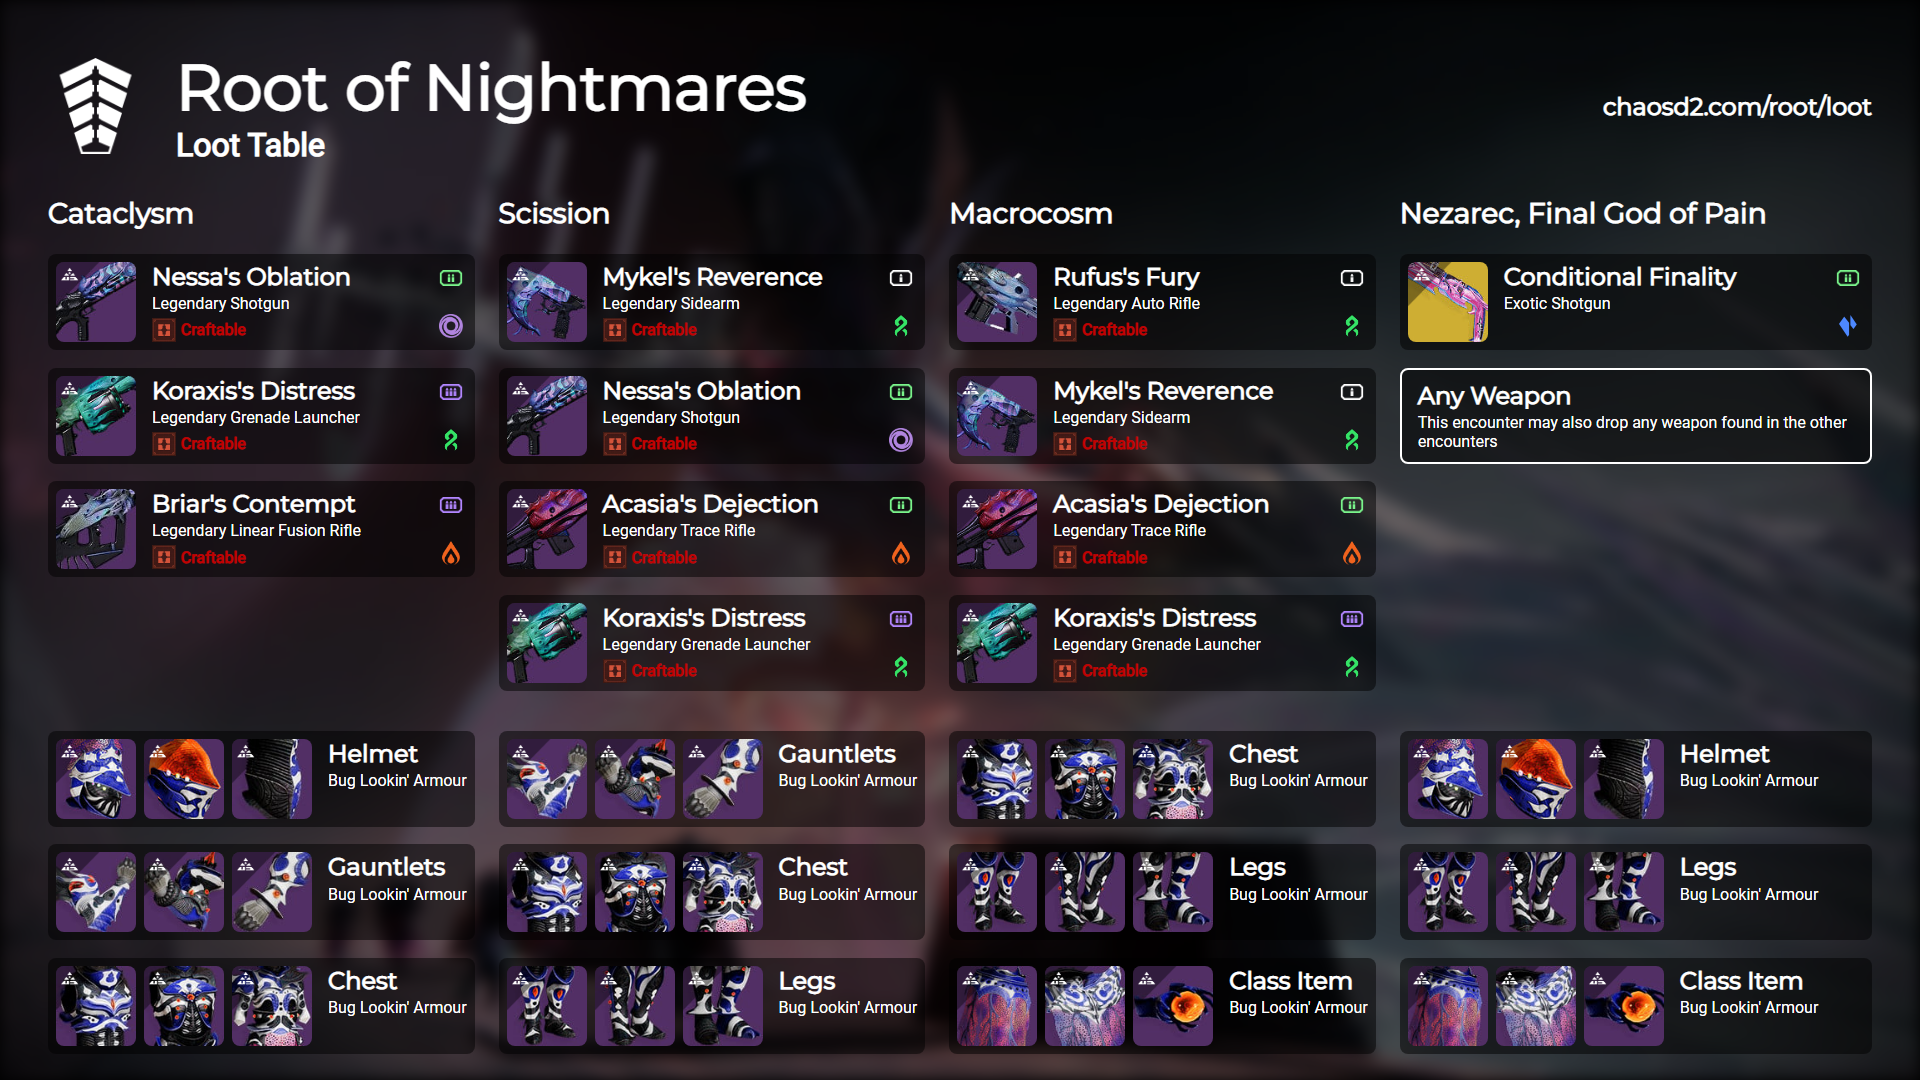 Root of Nightmares
Loot Table
chaosd2.com/root/loot
Cataclysm
Nessa's Oblation
Legendary Shotgun
Craftable
Koraxis's Distress
Legendary Grenade Launcher
Craftable
Briar's Contempt
Legendary Linear Fusion Rifle
Craftable
Helmet
Bug Lookin' Armour
Gauntlets
Bug Lookin' Armour
Chest
Bug Lookin' Armour
Scission
Mykel's Reverence
Legendary Sidearm
Craftable
Nessa's Oblation
Legendary Shotgun
Craftable
Acasia's Dejection
Legendary Trace Rifle
Craftable
Koraxis's Distress
Legendary Grenade Launcher
Craftable
Gauntlets
Bug Lookin' Armour
Chest
Bug Lookin' Armour
Legs
Bug Lookin' Armour
Macrocosm
Rufus's Fury
Legendary Auto Rifle
Craftable
Mykel's Reverence
Legendary Sidearm
Craftable
Acasia's Dejection
Legendary Trace Rifle
Craftable
Koraxis's Distress
Legendary Grenade Launcher
Craftable
Chest
Bug Lookin' Armour
Legs
Bug Lookin' Armour
Class Item
Bug Lookin' Armour
Nezarec, Final God of Pain
Conditional Finality
Exotic Shotgun
Any Weapon
This encounter may also drop any weapon found in the other
encounters
Helmet
Bug Lookin' Armour
Legs
Bug Lookin' Armour
Class Item
Bug Lookin' Armour